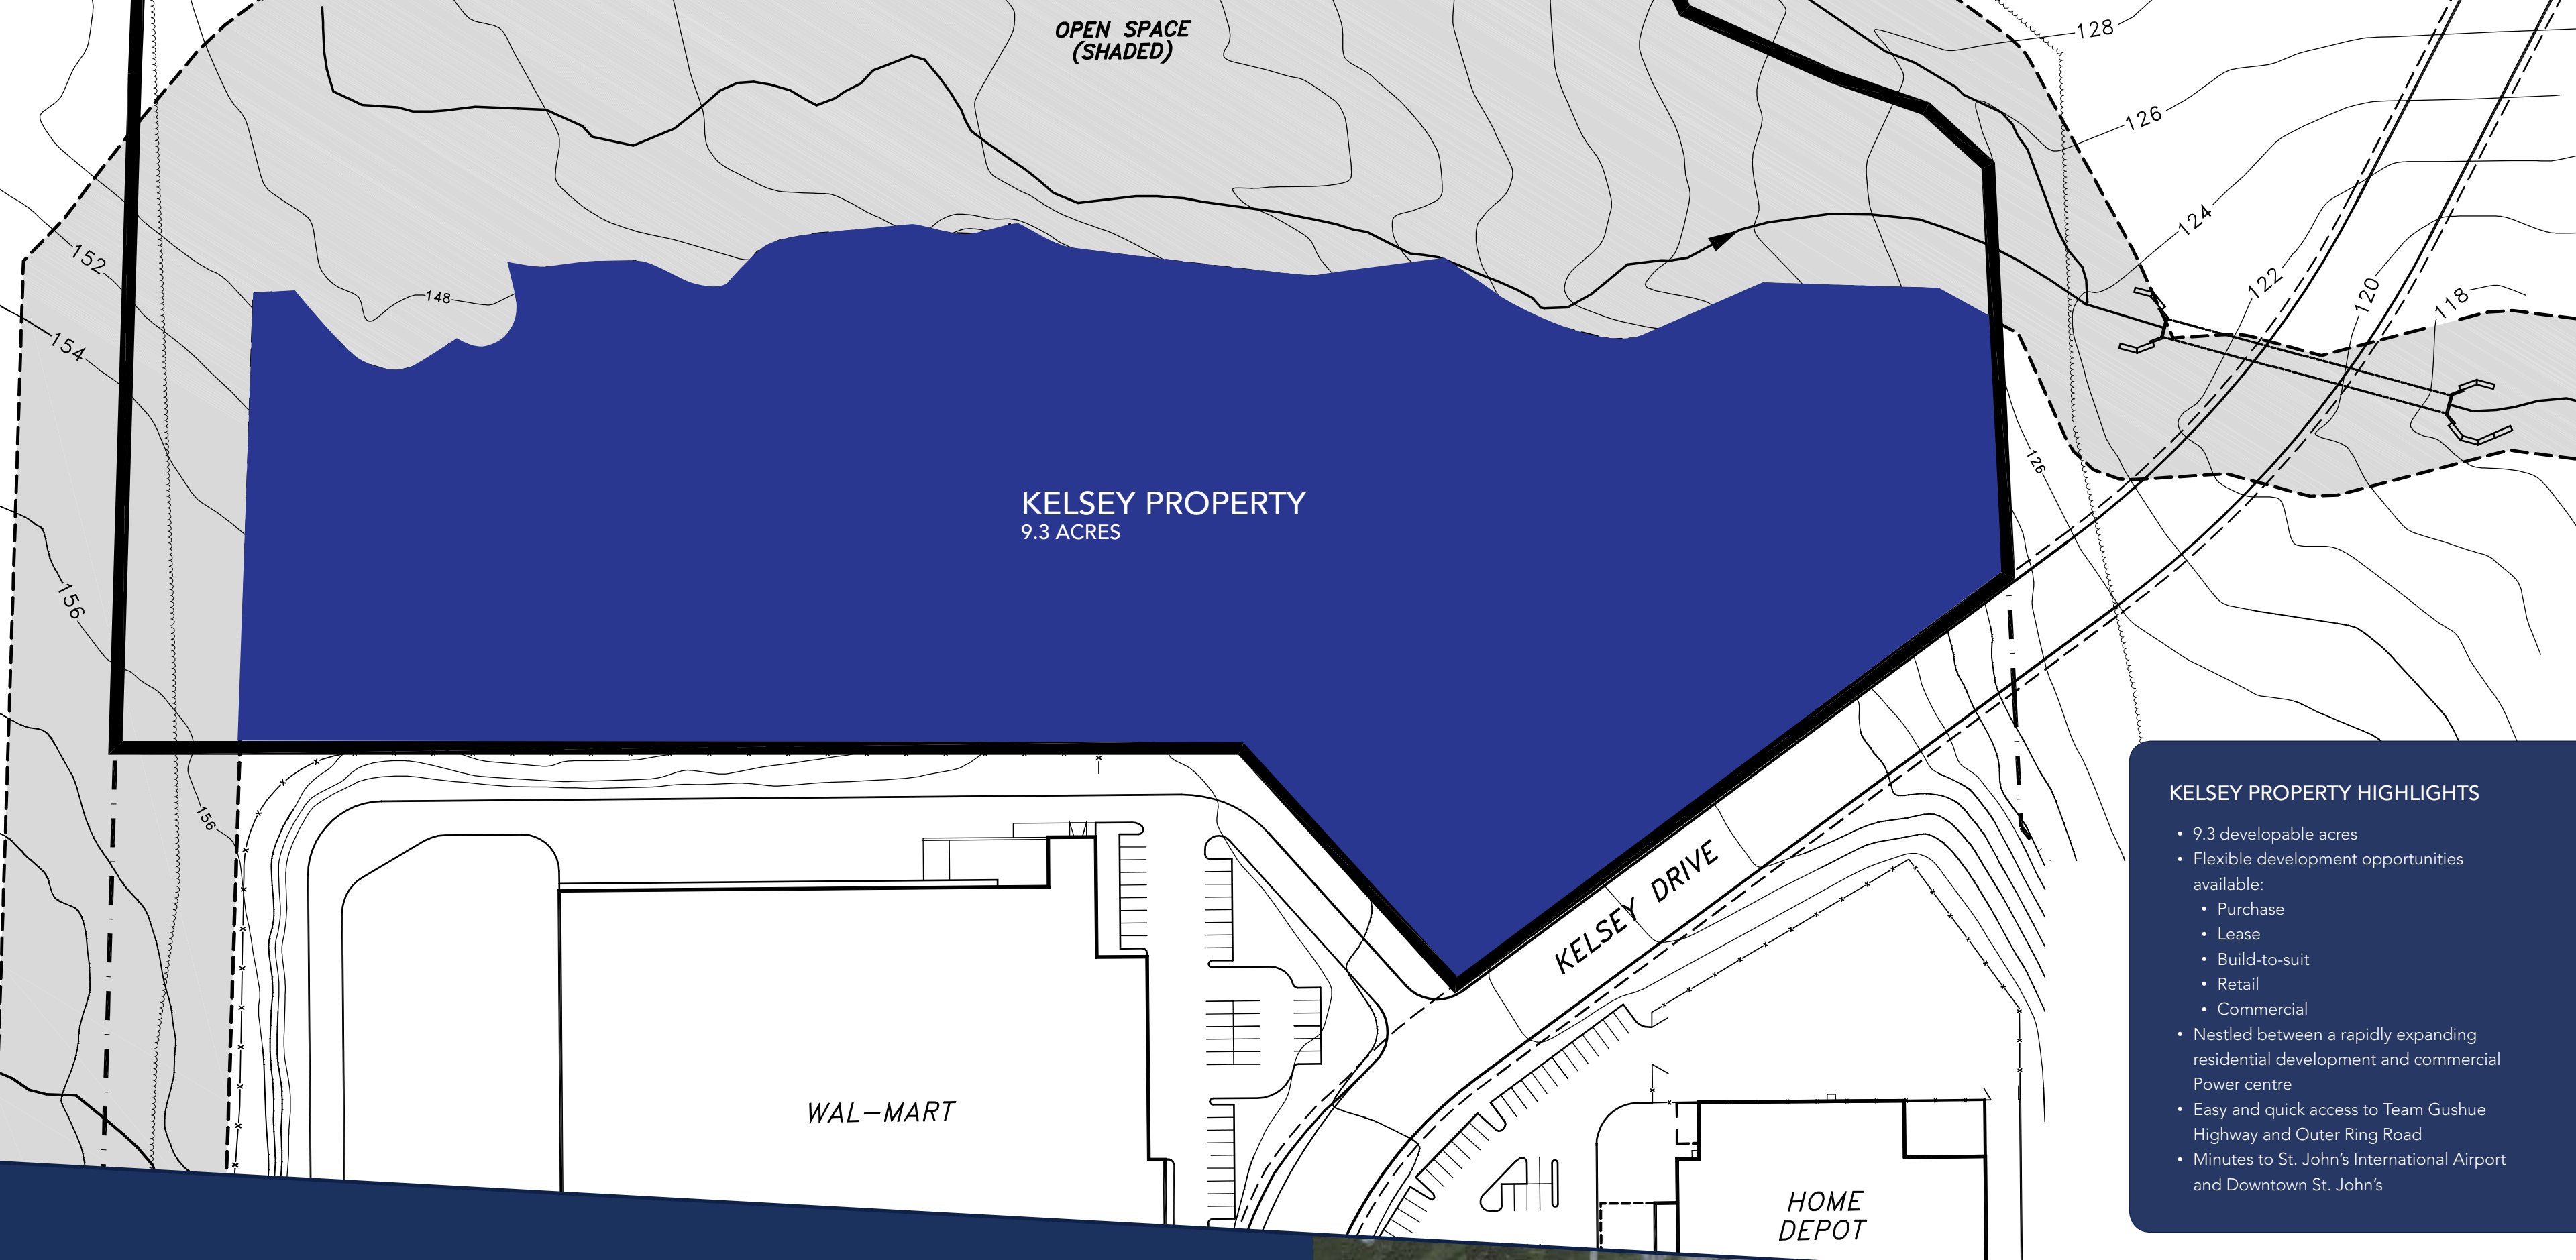 OPEN SPACE
(SHADED)
128
126
124
122
120
118
152
154
156
148
126
156
KELSEY PROPERTY
9.3 ACRES
KELSEY DRIVE
WAL-MART
HOME
DEPOT
KELSEY PROPERTY HIGHLIGHTS
• 9.3 developable acres
• Flexible development opportunities
available:
• Purchase
• Lease
• Build-to-suit
• Retail
• Commercial
• Nestled between a rapidly expanding
residential development and commercial
Power centre
• Easy and quick access to Team Gushue
Highway and Outer Ring Road
• Minutes to St. John’s International Airport
and Downtown St. John’s